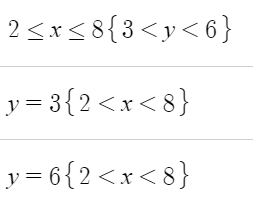 2 ≤ x ≤ 8{3 < y < 6}
y = 3{2 < x < 8}
y = 6{2 < x < 8}